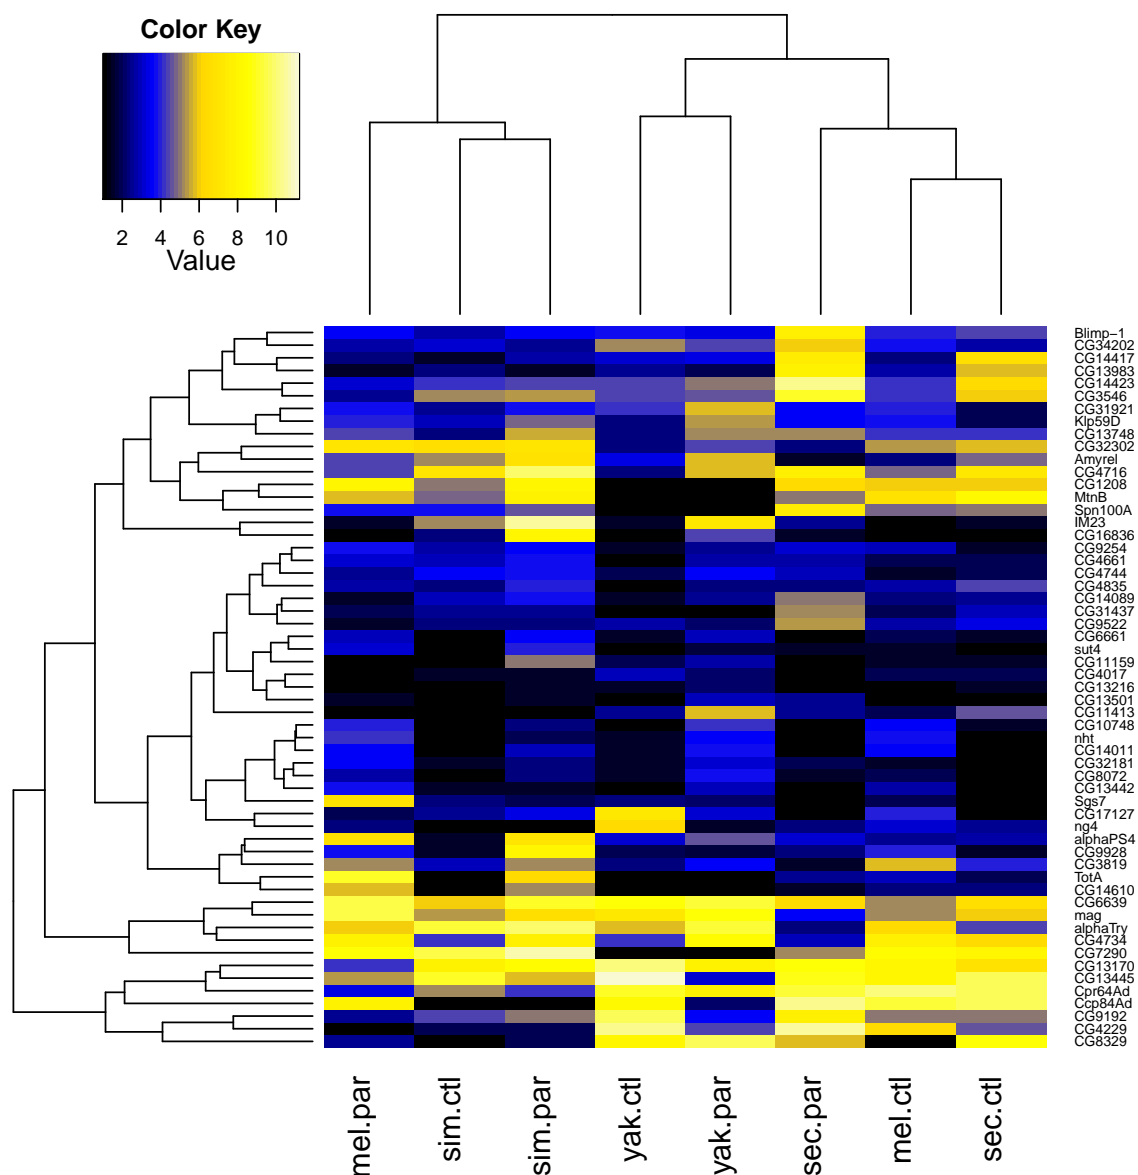 Color Key
2 4 6 8 10
Value
Blimp−1
CG34202
CG14417
CG13983
CG14423
CG3546
CG31921
Klp59D
CG13748
CG32302
Amyrel
CG4716
CG1208
MtnB
Spn100A
IM23
CG16836
CG9254
CG4661
CG4744
CG4835
CG14089
CG31437
CG9522
CG6661
sut4
CG11159
CG4017
CG13216
CG13501
CG11413
CG10748
nht
CG14011
CG32181
CG8072
CG13442
Sgs7
CG17127
ng4
alphaPS4
CG9928
CG3819
TotA
CG14610
CG6639
mag
alphaTry
CG4734
CG7290
CG13170
CG13445
Cpr64Ad
Ccp84Ad
CG9192
CG4229
CG8329
mel.par
sim.ctl
sim.par
yak.ctl
yak.par
sec.par
mel.ctl
sec.ctl